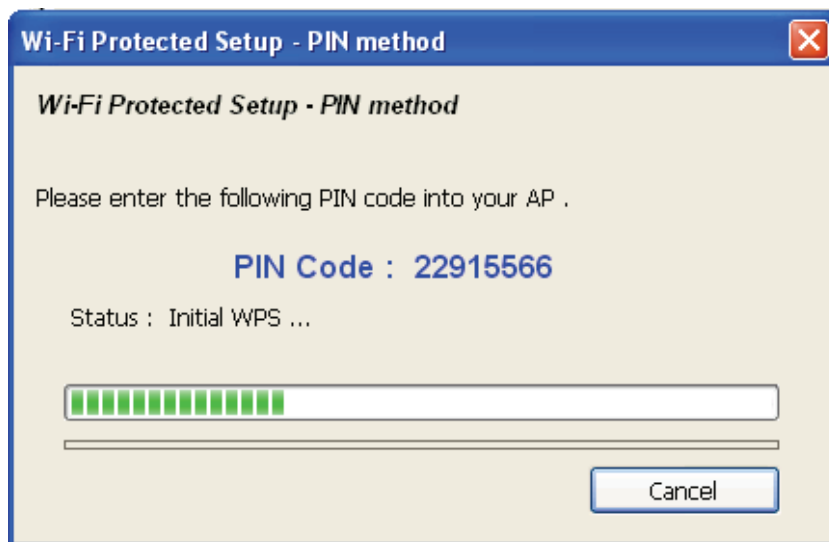 Wi-Fi Protected Setup - PIN method
Wi-Fi Protected Setup - PIN method
Please enter the following PIN code into your AP .
PIN Code :  22915566
Status :  Initial WPS ...
Cancel